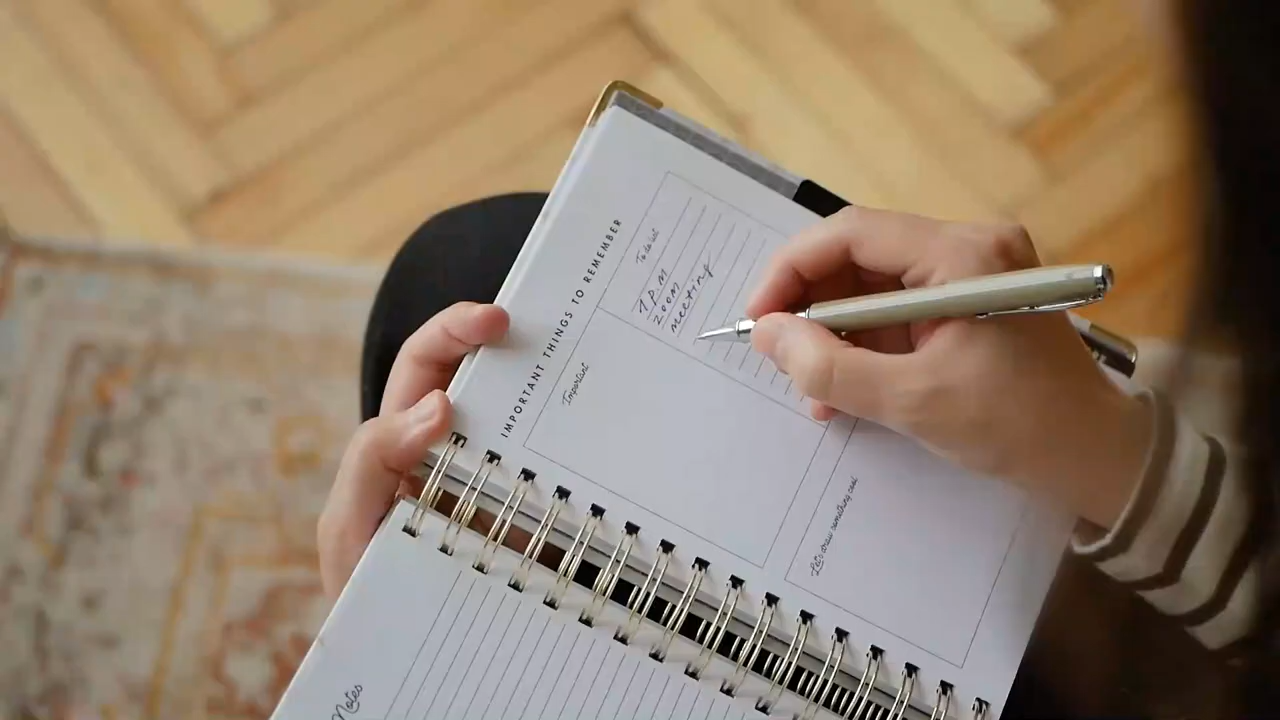 IMPORTANT THINGS TO REMEMBER
To do list
1 P.M
ZOOM
meeting
Important
Let's draw something cool
Notes